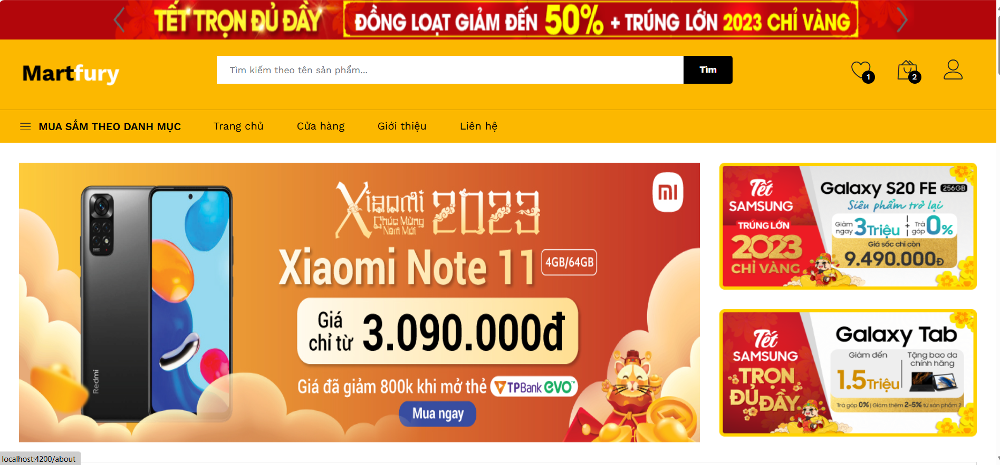 TẾT TRỌN ĐỦ ĐẦY
ĐỒNG LOẠT GIẢM ĐẾN 50% + TRÚNG LỚN 2023 CHỈ VÀNG
Martfury
Tìm kiếm theo tên sản phẩm...
Tìm
1
2
MUA SẮM THEO DANH MỤC
Trang chủ
Cửa hàng
Giới thiệu
Liên hệ
Xiaomi 2023
Chúc Mừng
Năm Mới
Xiaomi Note 11 4GB/64GB
Giá
chỉ từ 3.090.000đ
Giá đã giảm 800k khi mở thẻ TPBank EVO™
Mua ngay
Redmi
Tết
SAMSUNG
TRÚNG LỚN
2023
CHỈ VÀNG
Galaxy S20 FE 256GB
Siêu phẩm trở lại
Giảm ngay 3 Triệu + Trả góp 0%
Giá sốc chỉ còn
9.490.000Đ
Tết
SAMSUNG
TRỌN
ĐỦ ĐẦY
Galaxy Tab
Giảm đến
1.5 Triệu
Tặng bao da
chính hãng
Trả góp 0% | Giảm thêm 2-5% từ sản phẩm 2
localhost:4200/about